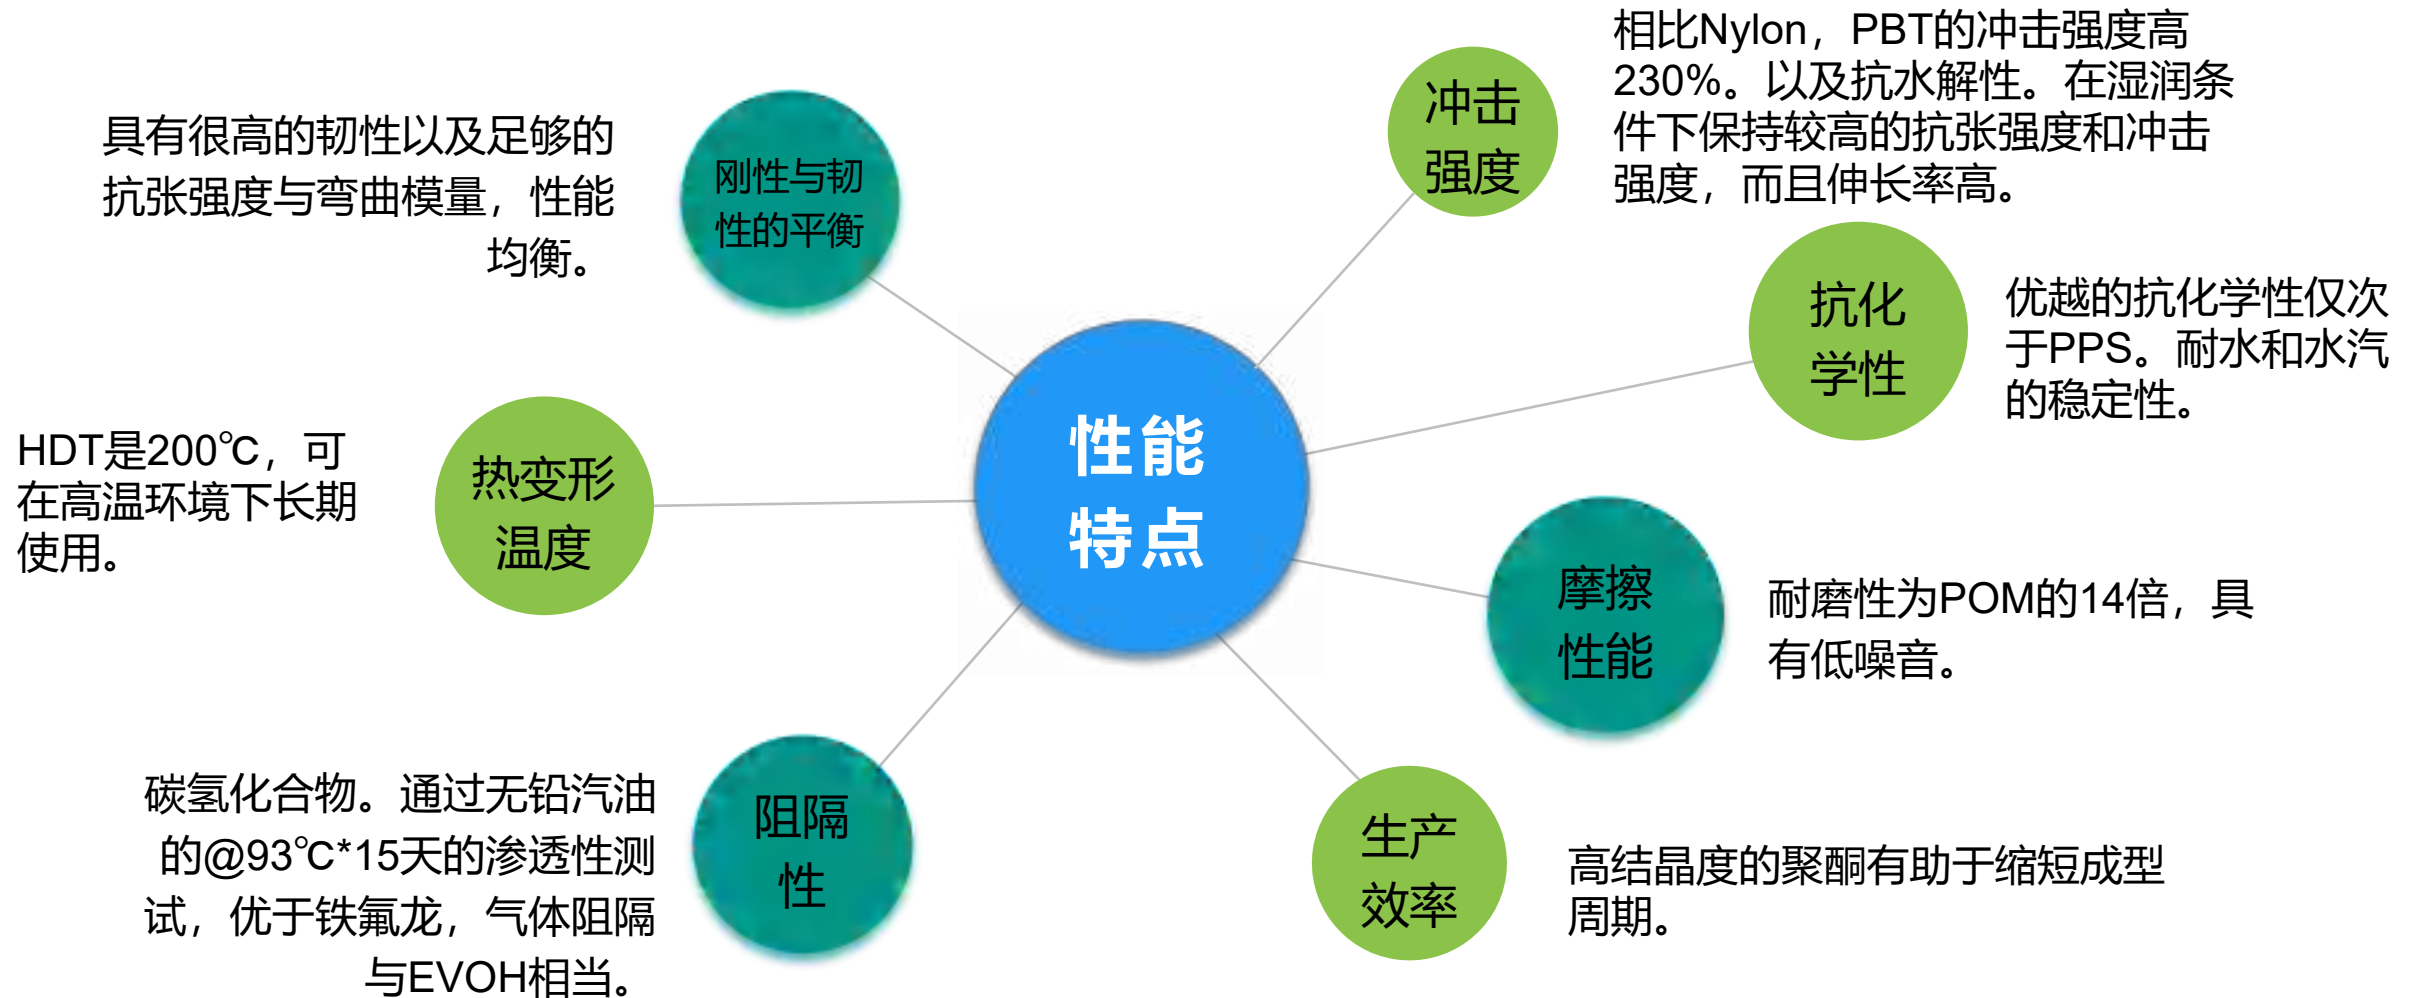 性能
特点
刚性与韧
性的平衡
具有很高的韧性以及足够的
抗张强度与弯曲模量，性能
均衡。
冲击
强度
相比Nylon，PBT的冲击强度高
230%。以及抗水解性。在湿润条
件下保持较高的抗张强度和冲击
强度，而且伸长率高。
抗化
学性
优越的抗化学性仅次
于PPS。耐水和水汽
的稳定性。
热变形
温度
HDT是200℃，可
在高温环境下长期
使用。
摩擦
性能
耐磨性为POM的14倍，具
有低噪音。
阻隔
性
碳氢化合物。通过无铅汽油
的@93℃*15天的渗透性测
试，优于铁氟龙，气体阻隔
与EVOH相当。
生产
效率
高结晶度的聚酮有助于缩短成型
周期。